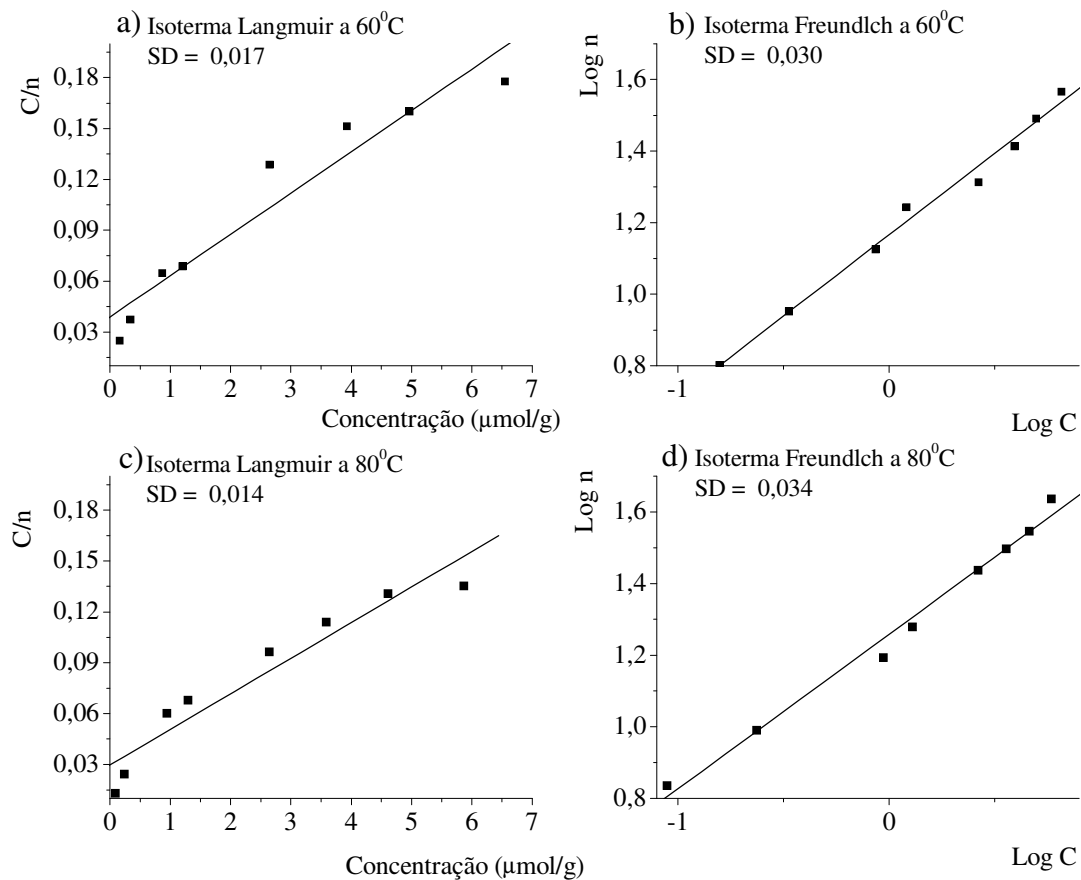 a) Isoterma Langmuir a 60⁰C
SD = 0,017
C/n
0,18
0,15
0,12
0,09
0,06
0,03
0 1 2 3 4 5 6 7
Concentração (µmol/g)
b) Isoterma Freundlch a 60⁰C
SD = 0,030
Log n
1,6
1,4
1,2
1,0
0,8
-1 0
Log C
c) Isoterma Langmuir a 80⁰C
SD = 0,014
C/n
0,18
0,15
0,12
0,09
0,06
0,03
0 1 2 3 4 5 6 7
Concentração (µmol/g)
d) Isoterma Freundlch a 80⁰C
SD = 0,034
Log n
1,6
1,4
1,2
1,0
0,8
-1 0
Log C